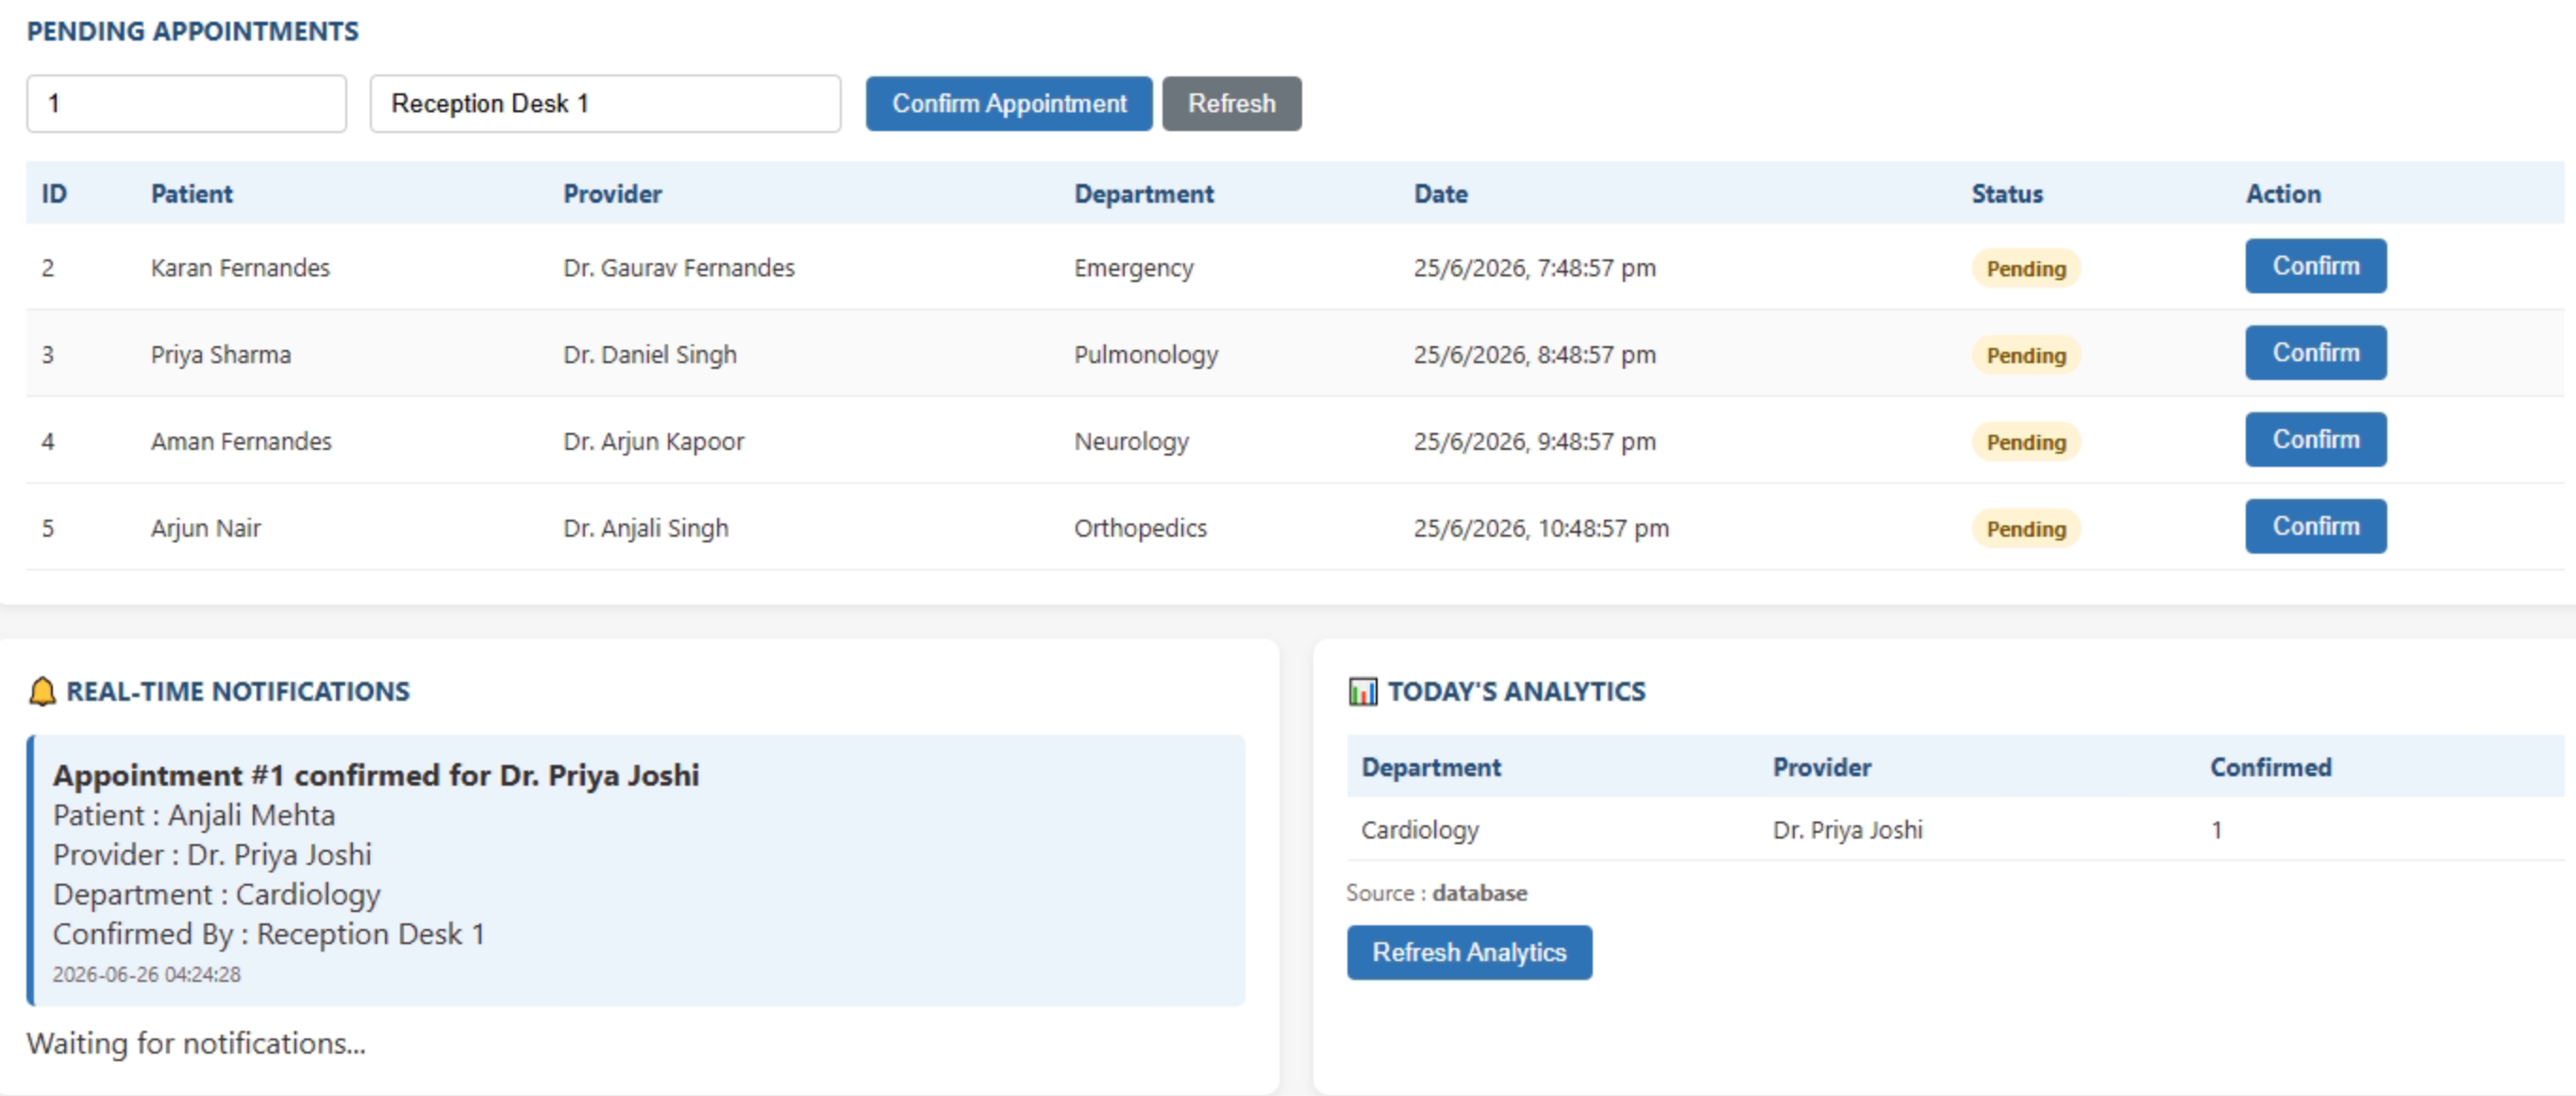 PENDING APPOINTMENTS
1 Reception Desk 1 Confirm Appointment Refresh
ID Patient Provider Department Date Status Action
2 Karan Fernandes Dr. Gaurav Fernandes Emergency 25/6/2026, 7:48:57 pm Pending Confirm
3 Priya Sharma Dr. Daniel Singh Pulmonology 25/6/2026, 8:48:57 pm Pending Confirm
4 Aman Fernandes Dr. Arjun Kapoor Neurology 25/6/2026, 9:48:57 pm Pending Confirm
5 Arjun Nair Dr. Anjali Singh Orthopedics 25/6/2026, 10:48:57 pm Pending Confirm
REAL-TIME NOTIFICATIONS
Appointment #1 confirmed for Dr. Priya Joshi
Patient : Anjali Mehta
Provider : Dr. Priya Joshi
Department : Cardiology
Confirmed By : Reception Desk 1
2026-06-26 04:24:28
Waiting for notifications...
TODAY'S ANALYTICS
Department Provider Confirmed
Cardiology Dr. Priya Joshi 1
Source : database
Refresh Analytics